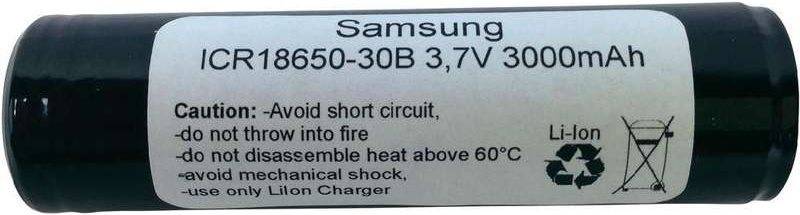 Samsung
ICR18650-30B 3,7V 3000mAh
Caution: -Avoid short circuit,
-do not throw into fire
-do not disassemble heat above 60°C
-avoid mechanical shock,
-use only LiIon Charger
Li-Ion